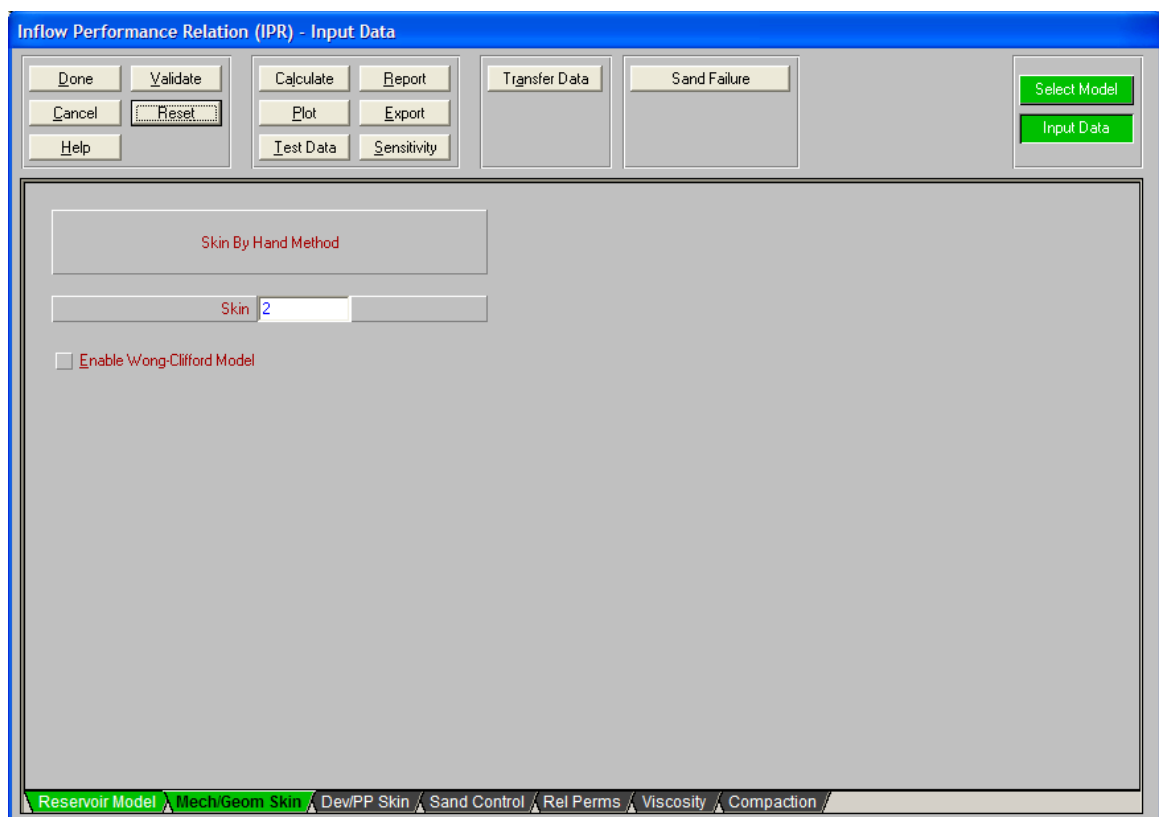 Inflow Performance Relation (IPR) - Input Data
Done Validate Calculate Report Transfer Data Sand Failure Select Model
Cancel Reset Plot Export Input Data
Help Test Data Sensitivity
Skin By Hand Method
Skin 2
Enable Wong-Clifford Model
Reservoir Model Mech/Geom Skin Dev/PP Skin Sand Control Rel Perms Viscosity Compaction